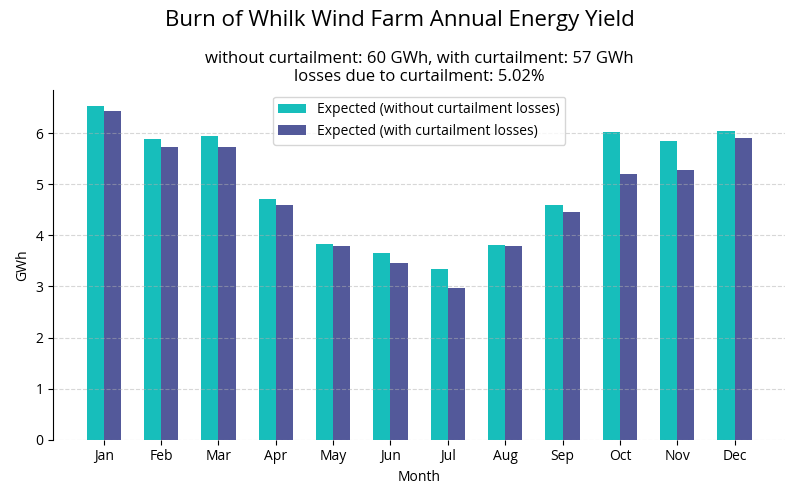 Burn of Whilk Wind Farm Annual Energy Yield
without curtailment: 60 GWh, with curtailment: 57 GWh
losses due to curtailment: 5.02%
Expected (without curtailment losses)
Expected (with curtailment losses)
GWh
6
5
4
3
2
1
0
Jan Feb Mar Apr May Jun Jul Aug Sep Oct Nov Dec
Month